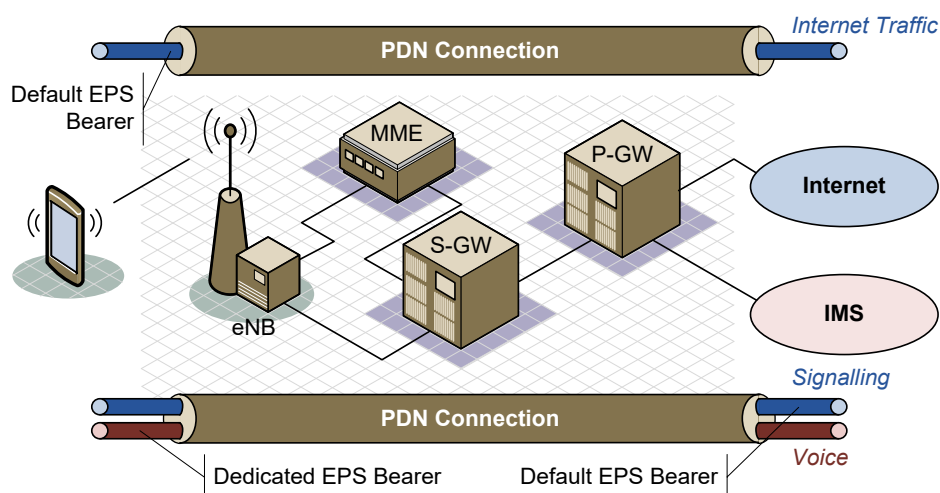 PDN Connection
Internet Traffic
Default EPS
Bearer
MME
P-GW
Internet
S-GW
IMS
eNB
Signalling
PDN Connection
Voice
Dedicated EPS Bearer
Default EPS Bearer